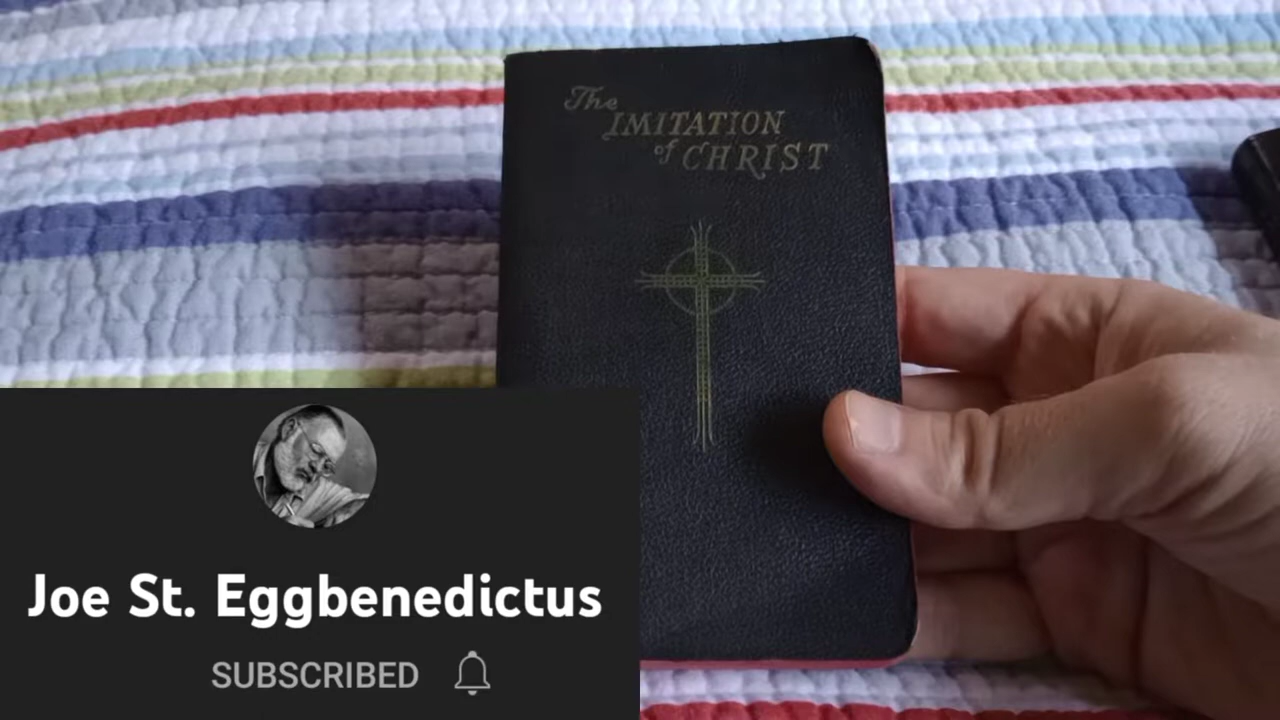 The
IMITATION
of CHRIST
Joe St. Eggbenedictus
SUBSCRIBED